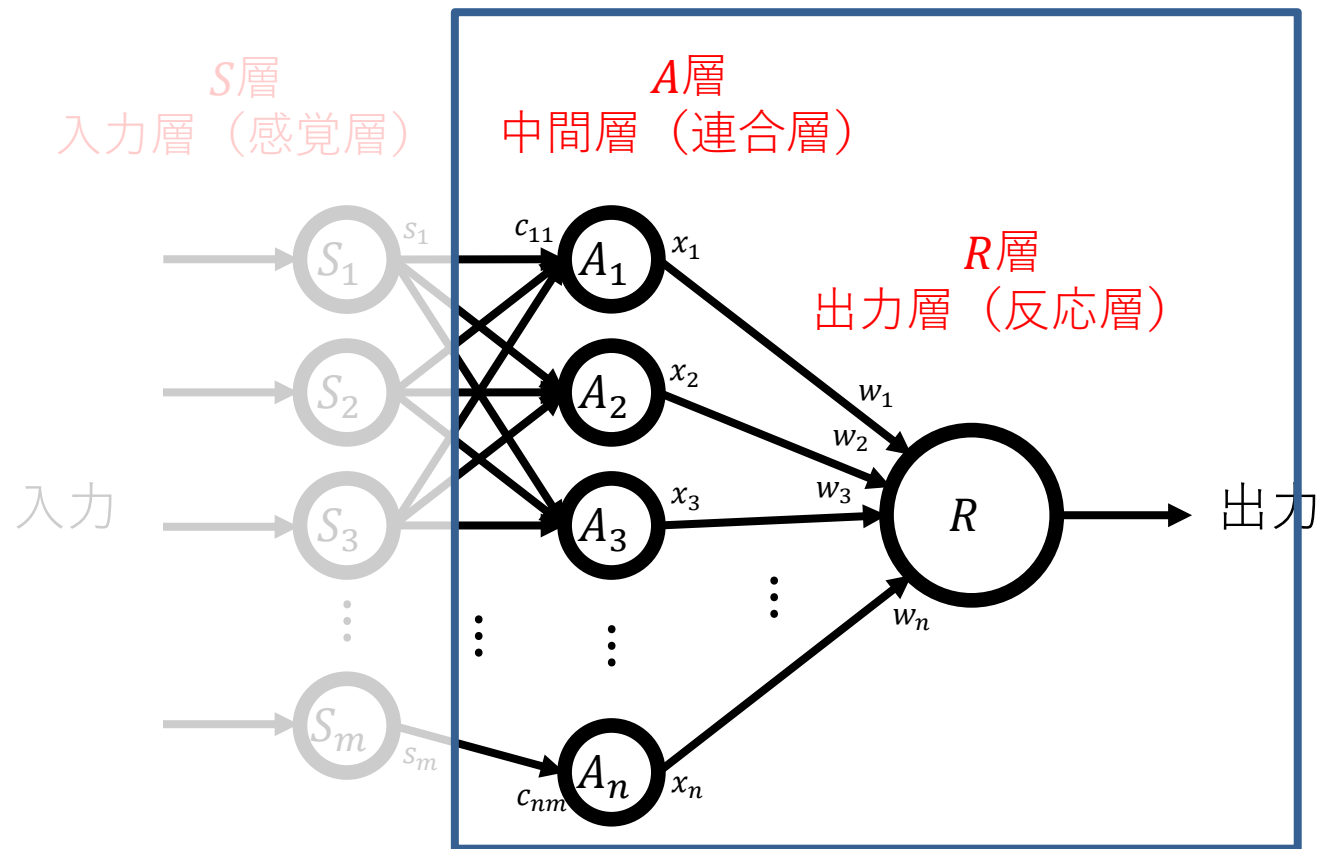 S層
入力層（感覚層）
A層
中間層（連合層）
R層
出力層（反応層）
入力
S₁
s₁
S₂
S₃
⋮
Sₘ
sₘ
⋮
c₁₁
A₁
x₁
A₂
x₂
A₃
x₃
⋮
cₙₘ
Aₙ
xₙ
⋮
w₁
w₂
w₃
wₙ
R
出力